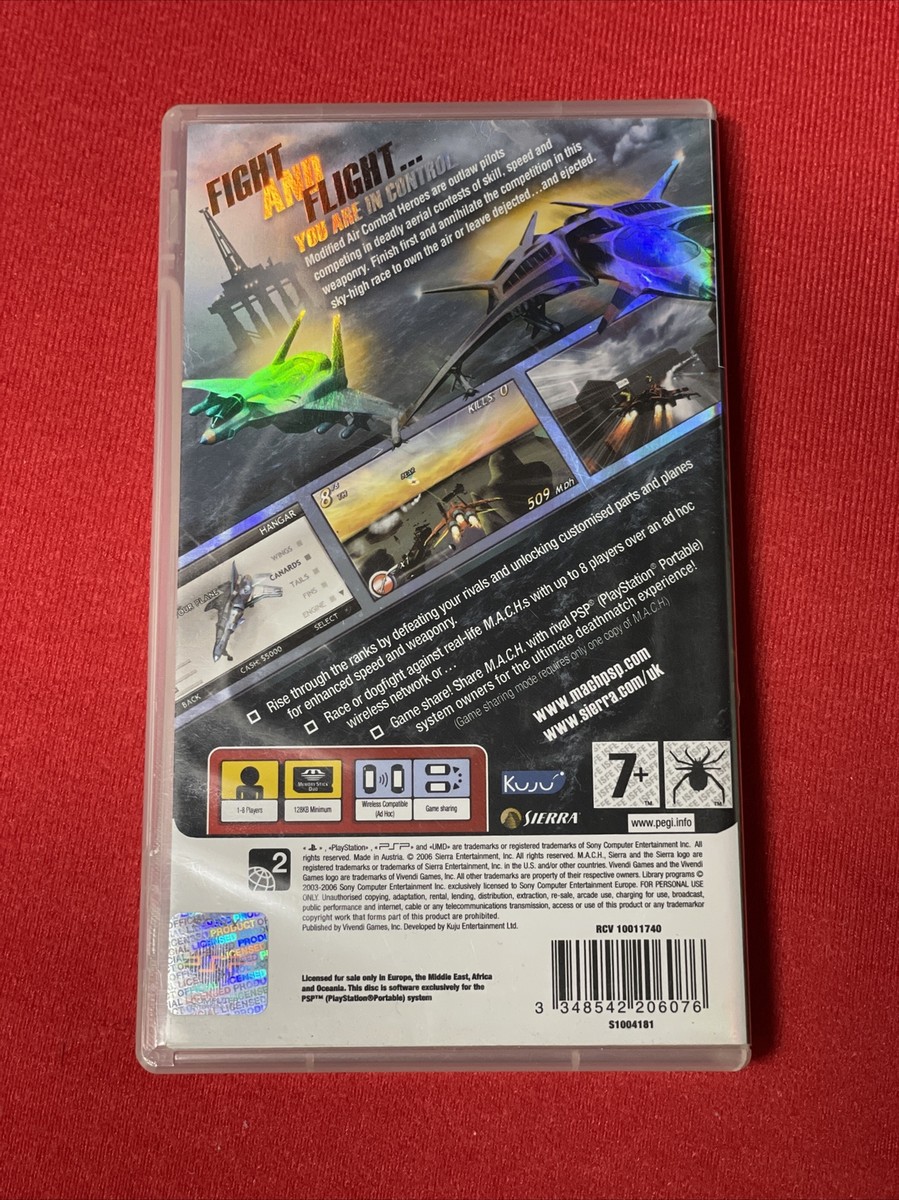 FIGHT
AND
FLIGHT...
YOU ARE IN CONTROL
Modified Air Combat Heroes are outlaw pilots
competing in deadly aerial contests of skill, speed and
weaponry. Finish first and annihilate the competition in this
sky-high race to own the air or leave dejected...and ejected.
KILLS: 0
8TH
509 mph
x1
HANGAR
WINGS
CANARDS
TAILS
FINS
ENGINE
SELECT
CASH: $5000
BACK
Rise through the ranks by defeating your rivals and unlocking customised parts and planes
for enhanced speed and weaponry.
Race or dogfight against real-life M.A.C.H.s with up to 8 players over an ad hoc
wireless network or...
Game share! Share M.A.C.H. with rival PSP® (PlayStation® Portable)
system owners for the ultimate deathmatch experience!
(Game sharing mode requires only one copy of M.A.C.H.)
www.machpsp.com
www.sierra.com/uk
1-8 Players
MEMORY STICK
DUO
128KB Minimum
Wireless Compatible
(Ad Hoc)
Game sharing
KUJU
SIERRA
7+
™
™
www.pegi.info
2
"PS", "PlayStation", "PSP" and "UMD" are trademarks or registered trademarks of Sony Computer Entertainment Inc. All
rights reserved. Made in Austria. © 2006 Sierra Entertainment, Inc. All rights reserved. M.A.C.H., Sierra and the Sierra logo are
registered trademarks or trademarks of Sierra Entertainment, Inc. in the U.S. and/or other countries. Vivendi Games and the Vivendi
Games logo are trademarks of Vivendi Games, Inc. All other trademarks are property of their respective owners. Library programs ©
2003-2006 Sony Computer Entertainment Inc. exclusively licensed to Sony Computer Entertainment Europe. FOR PERSONAL USE
ONLY. Unauthorised copying, adaptation, rental, lending, distribution, extraction, re-sale, arcade use, charging for use, broadcast,
public performance and internet, cable or any telecommunications transmission, access or use of this product or any trademarkor
copyright work that forms part of this product are prohibited.
Published by Vivendi Games, Inc. Developed by Kuju Entertainment Ltd.
Licensed for sale only in Europe, the Middle East, Africa
and Oceania. This disc is software exclusively for the
PSP™ (PlayStation®Portable) system
RCV 10011740
3 348542 206076
S1004181